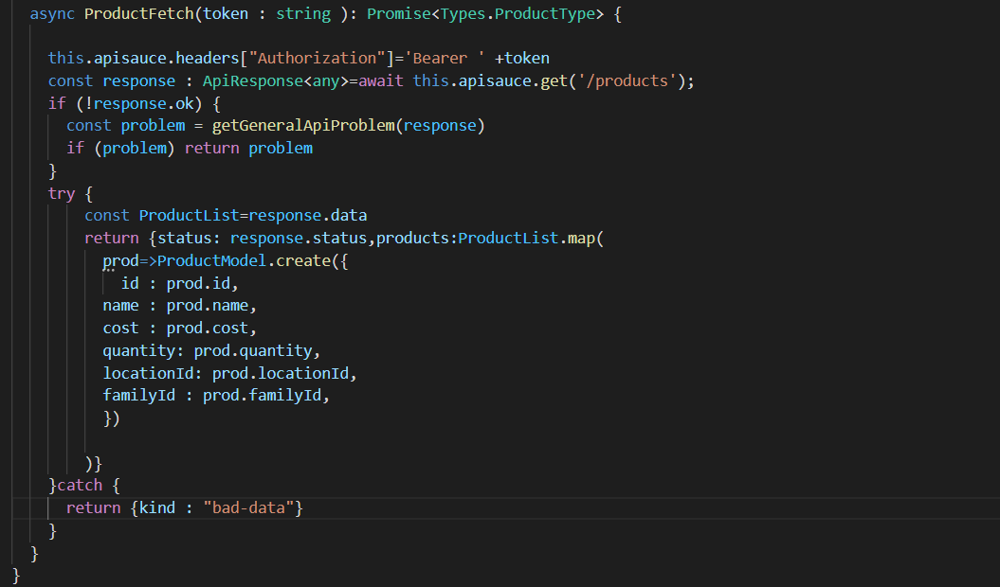 async ProductFetch(token : string ): Promise<Types.ProductType> {
this.apisauce.headers["Authorization"]='Bearer ' +token
const response : ApiResponse<any>=await this.apisauce.get('/products');
if (!response.ok) {
const problem = getGeneralApiProblem(response)
if (problem) return problem
}
try {
const ProductList=response.data
return {status: response.status,products:ProductList.map(
prod=>ProductModel.create({
id : prod.id,
name : prod.name,
cost : prod.cost,
quantity: prod.quantity,
locationId: prod.locationId,
familyId : prod.familyId,
})
)}
}catch {
return {kind : "bad-data"}
}
}
}